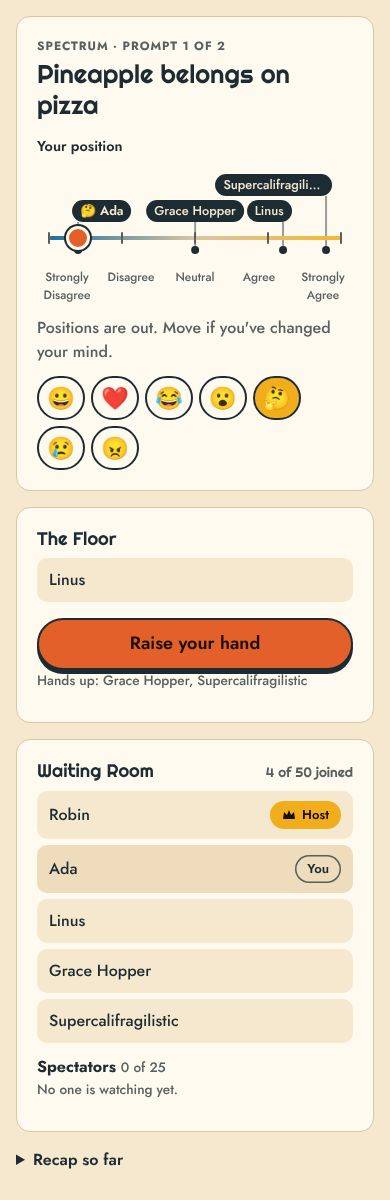 SPECTRUM · PROMPT 1 OF 2
Pineapple belongs on
pizza
Your position
Supercalifragili...
🤔 Ada
Grace Hopper
Linus
Strongly Disagree
Disagree
Neutral
Agree
Strongly Agree
Positions are out. Move if you've changed
your mind.
The Floor
Linus
Raise your hand
Hands up: Grace Hopper, Supercalifragilistic
Waiting Room
4 of 50 joined
Robin
Host
Ada
You
Linus
Grace Hopper
Supercalifragilistic
Spectators 0 of 25
No one is watching yet.
Recap so far